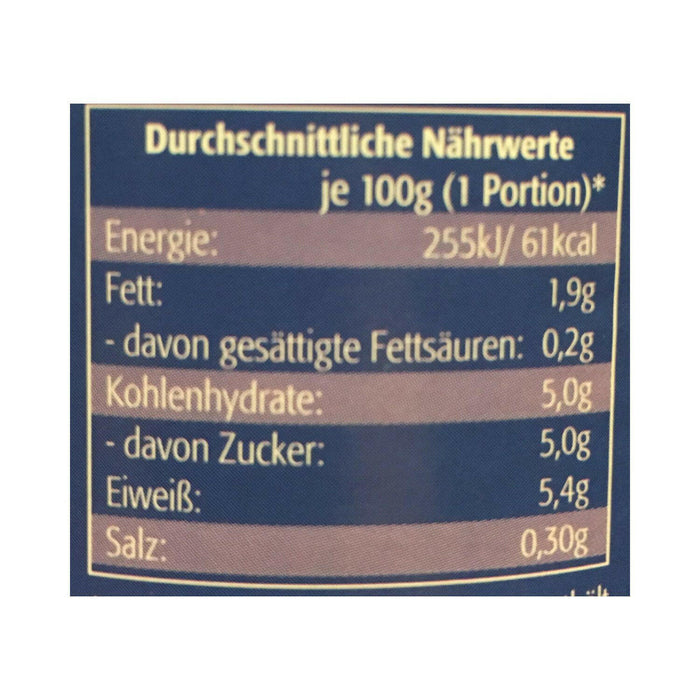 Durchschnittliche Nährwerte
je 100g (1 Portion)*
Energie: 255kJ/ 61kcal
Fett: 1,9g
- davon gesättigte Fettsäuren: 0,2g
Kohlenhydrate: 5,0g
- davon Zucker: 5,0g
Eiweiß: 5,4g
Salz: 0,30g